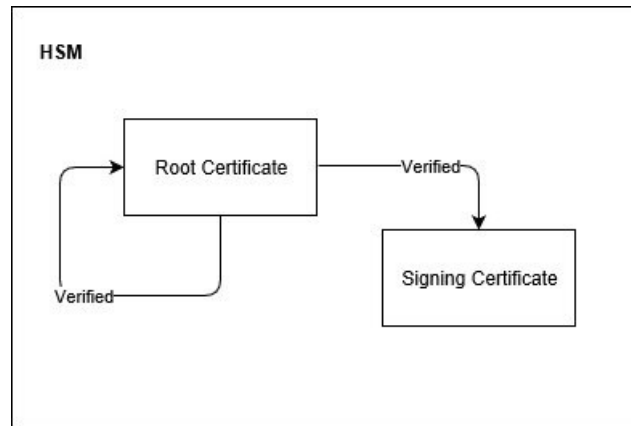 HSM
Root Certificate
Verified
Signing Certificate
Verified